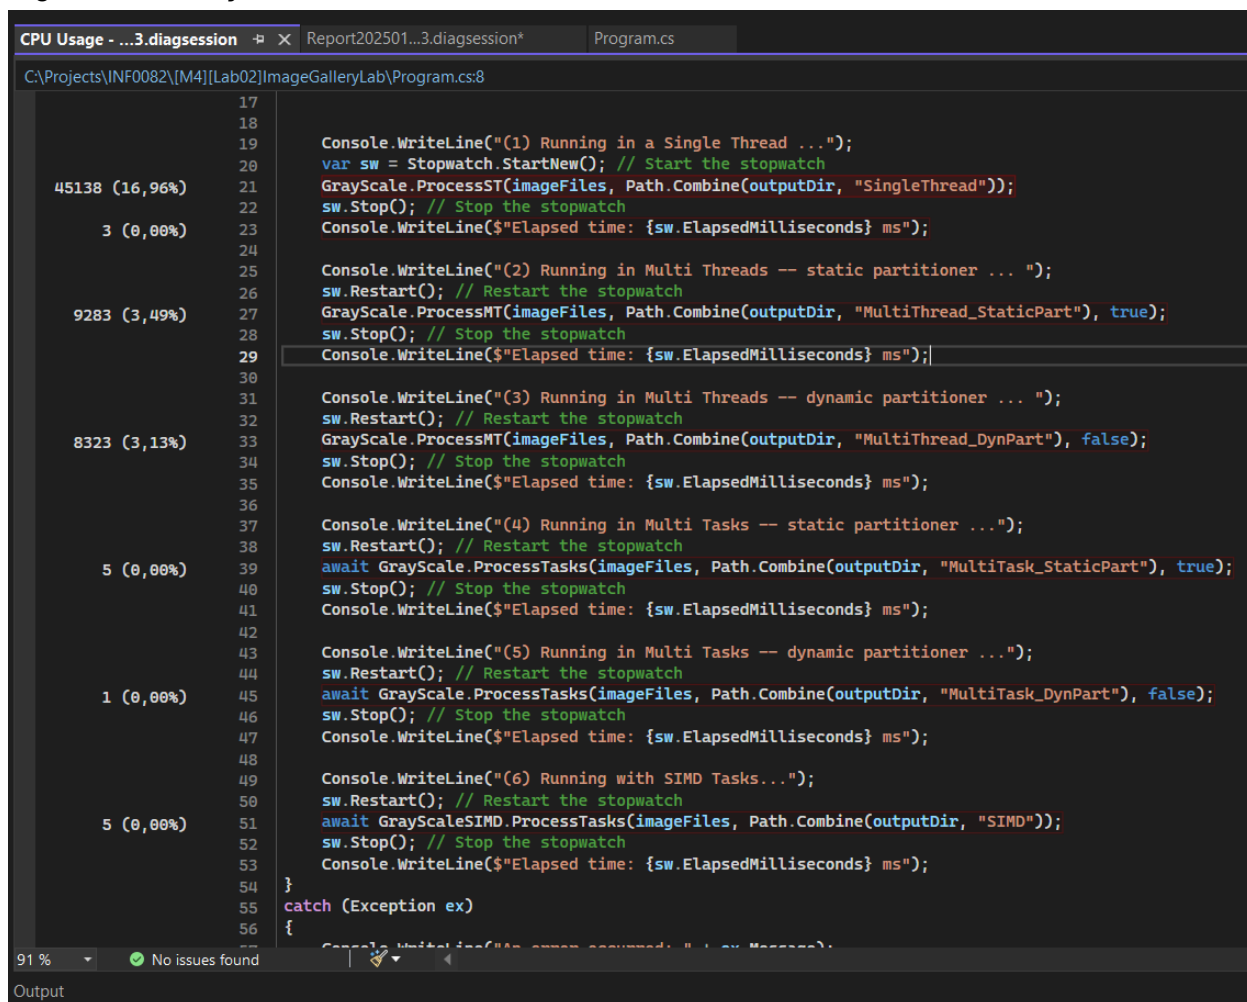 CPU Usage - ...3.diagsession Report202501...3.diagsession* Program.cs
C:\Projects\INF0082\[M4][Lab02]ImageGalleryLab\Program.cs:8
17
18
19 Console.WriteLine("(1) Running in a Single Thread ...");
20 var sw = Stopwatch.StartNew(); // Start the stopwatch
45138 (16,96%) 21 GrayScale.ProcessST(imageFiles, Path.Combine(outputDir, "SingleThread"));
22 sw.Stop(); // Stop the stopwatch
3 (0,00%) 23 Console.WriteLine($"Elapsed time: {sw.ElapsedMilliseconds} ms");
24
25 Console.WriteLine("(2) Running in Multi Threads -- static partitioner ... ");
26 sw.Restart(); // Restart the stopwatch
9283 (3,49%) 27 GrayScale.ProcessMT(imageFiles, Path.Combine(outputDir, "MultiThread_StaticPart"), true);
28 sw.Stop(); // Stop the stopwatch
29 Console.WriteLine($"Elapsed time: {sw.ElapsedMilliseconds} ms");
30
31 Console.WriteLine("(3) Running in Multi Threads -- dynamic partitioner ... ");
32 sw.Restart(); // Restart the stopwatch
8323 (3,13%) 33 GrayScale.ProcessMT(imageFiles, Path.Combine(outputDir, "MultiThread_DynPart"), false);
34 sw.Stop(); // Stop the stopwatch
35 Console.WriteLine($"Elapsed time: {sw.ElapsedMilliseconds} ms");
36
37 Console.WriteLine("(4) Running in Multi Tasks -- static partitioner ...");
38 sw.Restart(); // Restart the stopwatch
5 (0,00%) 39 await GrayScale.ProcessTasks(imageFiles, Path.Combine(outputDir, "MultiTask_StaticPart"), true);
40 sw.Stop(); // Stop the stopwatch
41 Console.WriteLine($"Elapsed time: {sw.ElapsedMilliseconds} ms");
42
43 Console.WriteLine("(5) Running in Multi Tasks -- dynamic partitioner ...");
44 sw.Restart(); // Restart the stopwatch
1 (0,00%) 45 await GrayScale.ProcessTasks(imageFiles, Path.Combine(outputDir, "MultiTask_DynPart"), false);
46 sw.Stop(); // Stop the stopwatch
47 Console.WriteLine($"Elapsed time: {sw.ElapsedMilliseconds} ms");
48
49 Console.WriteLine("(6) Running with SIMD Tasks...");
50 sw.Restart(); // Restart the stopwatch
5 (0,00%) 51 await GrayScaleSIMD.ProcessTasks(imageFiles, Path.Combine(outputDir, "SIMD"));
52 sw.Stop(); // Stop the stopwatch
53 Console.WriteLine($"Elapsed time: {sw.ElapsedMilliseconds} ms");
54 }
55 catch (Exception ex)
56 {
Console.WriteLine("An error occurred: " + ex.Message);
91 % No issues found
Output